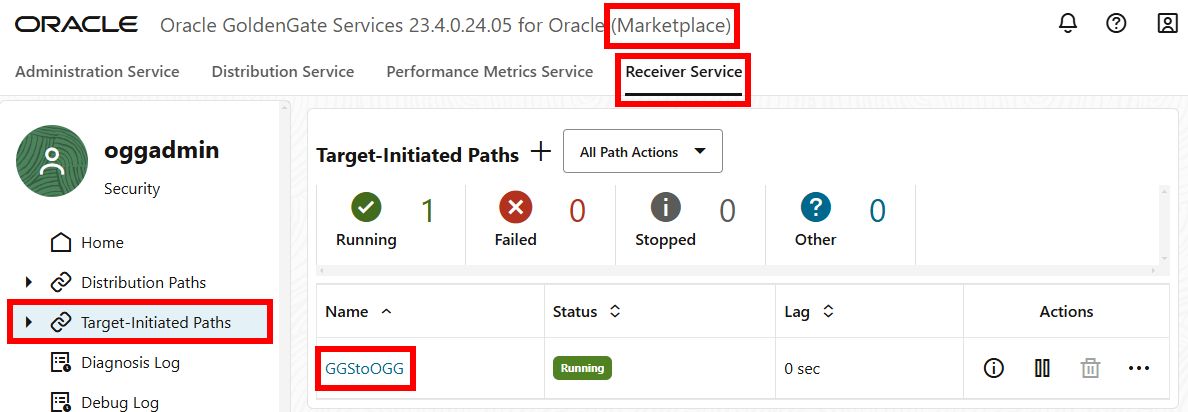 ORACLE Oracle GoldenGate Services 23.4.0.24.05 for Oracle (Marketplace)
Administration Service Distribution Service Performance Metrics Service Receiver Service
oggadmin
Security
Home
Distribution Paths
Target-Initiated Paths
Diagnosis Log
Debug Log
Target-Initiated Paths + All Path Actions
1 0 0 0
Running Failed Stopped Other
Name Status Lag Actions
GGStoOGG Running 0 sec